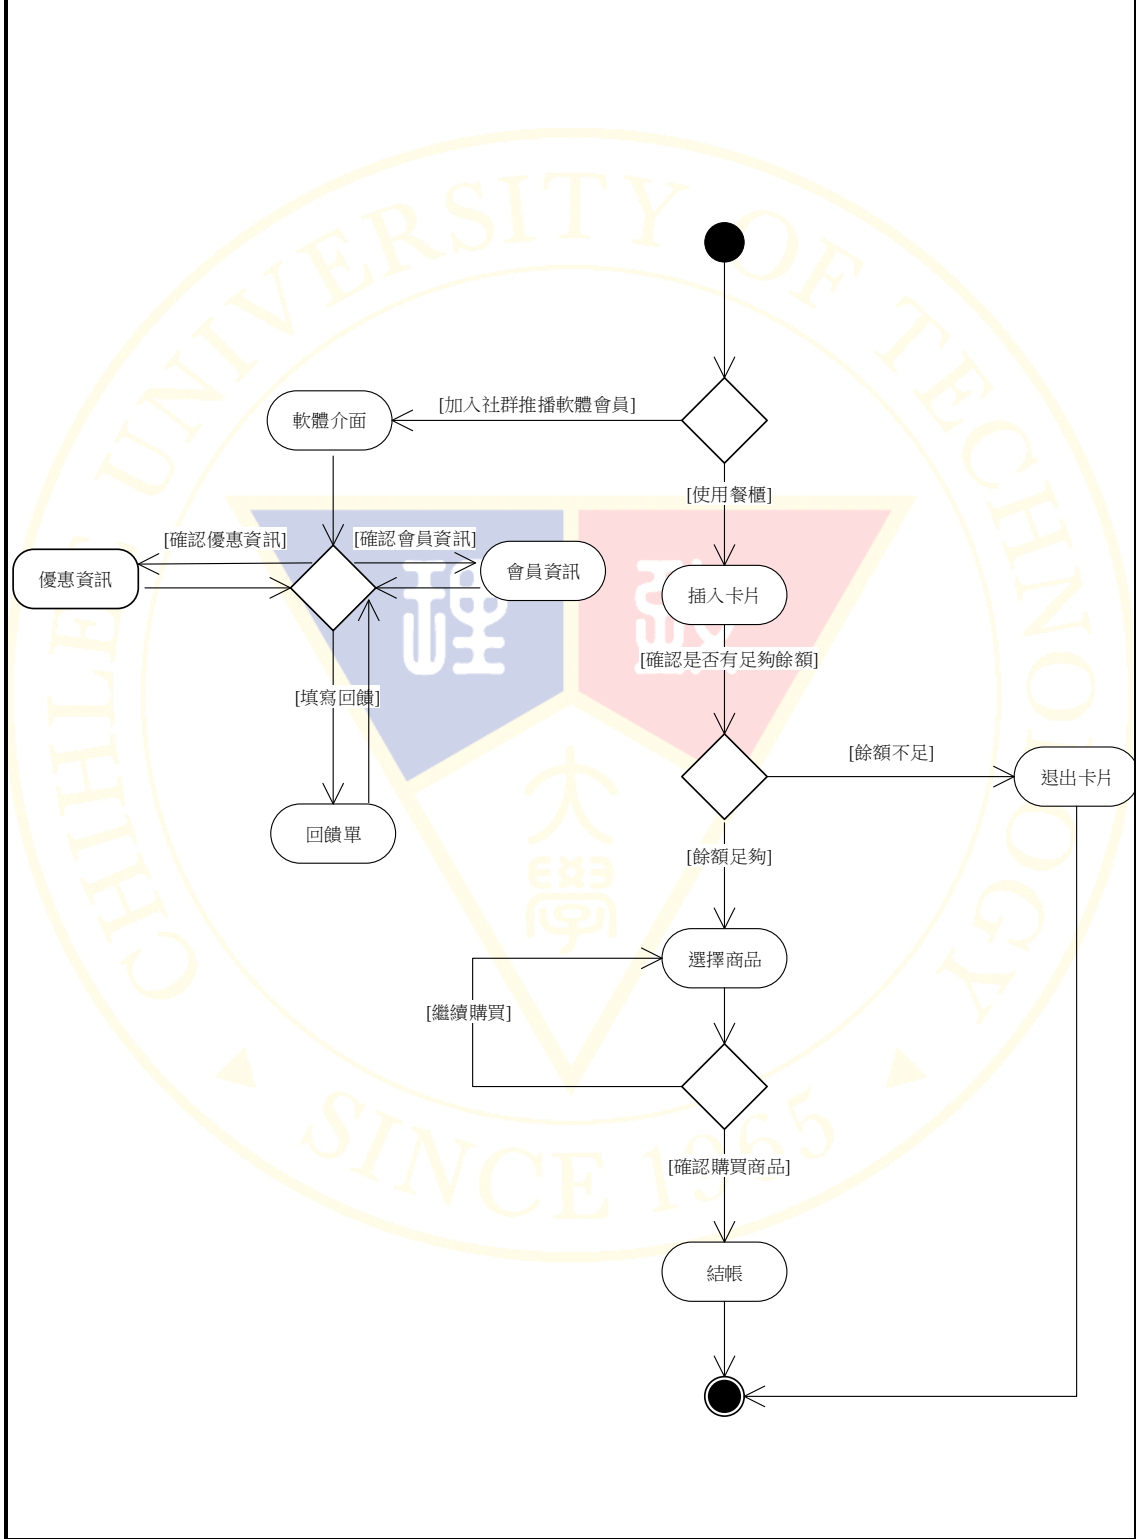 CHIHLEE UNIVERSITY OF TECHNOLOGY
[加入社群推播軟體會員]
軟體介面
[使用餐櫃]
[確認優惠資訊]
[確認會員資訊]
優惠資訊
會員資訊
插入卡片
[確認是否有足夠餘額]
[填寫回饋]
[餘額不足]
退出卡片
回饋單
[餘額足夠]
選擇商品
[繼續購買]
[確認購買商品]
結帳
理
致
大
學
SINCE 1965